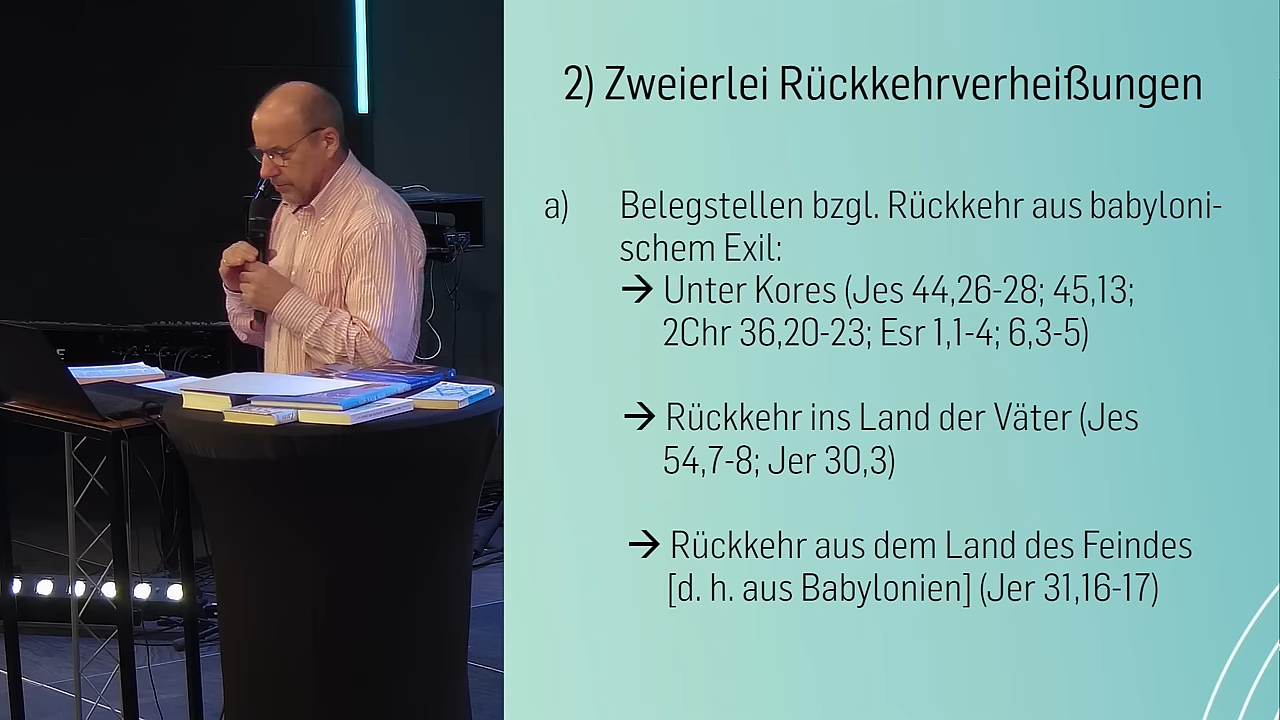 2) Zweierlei Rückkehrverheißungen
a) Belegstellen bzgl. Rückkehr aus babyloni-
schem Exil:
→ Unter Kores (Jes 44,26-28; 45,13;
2Chr 36,20-23; Esr 1,1-4; 6,3-5)
→ Rückkehr ins Land der Väter (Jes
54,7-8; Jer 30,3)
→ Rückkehr aus dem Land des Feindes
[d. h. aus Babylonien] (Jer 31,16-17)